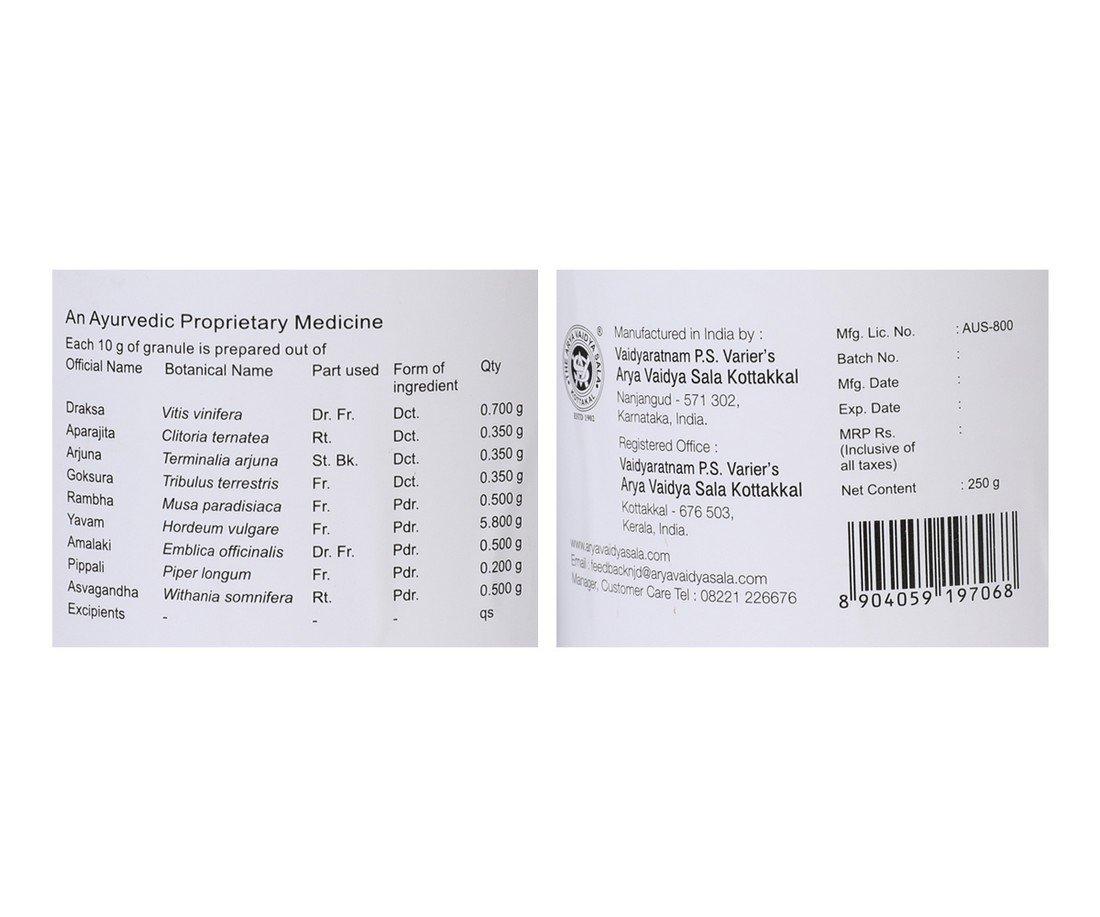 An Ayurvedic Proprietary Medicine
Each 10 g of granule is prepared out of
Official Name Botanical Name Part used Form of ingredient Qty
Draksa Vitis vinifera Dr. Fr. Dct. 0.700 g
Aparajita Clitoria ternatea Rt. Dct. 0.350 g
Arjuna Terminalia arjuna St. Bk. Dct. 0.350 g
Goksura Tribulus terrestris Fr. Dct. 0.350 g
Rambha Musa paradisiaca Fr. Pdr. 0.500 g
Yavam Hordeum vulgare Fr. Pdr. 5.800 g
Amalaki Emblica officinalis Dr. Fr. Pdr. 0.500 g
Pippali Piper longum Fr. Pdr. 0.200 g
Asvagandha Withania somnifera Rt. Pdr. 0.500 g
Excipients - - - qs
THE ARYA VAIDYA SALA
KOTTAKKAL
ESTD 1902
®
Manufactured in India by :
Vaidyaratnam P.S. Varier's
Arya Vaidya Sala Kottakkal
Nanjangud - 571 302,
Karnataka, India.
Registered Office :
Vaidyaratnam P.S. Varier's
Arya Vaidya Sala Kottakkal
Kottakkal - 676 503,
Kerala, India.
www.aryavaidyasala.com
Email:feedbacknjd@aryavaidyasala.com
Manager, Customer Care Tel : 08221 226676
Mfg. Lic. No. : AUS-800
Batch No. :
Mfg. Date :
Exp. Date :
MRP Rs. :
(Inclusive of
all taxes)
Net Content : 250 g
8 904059 197068